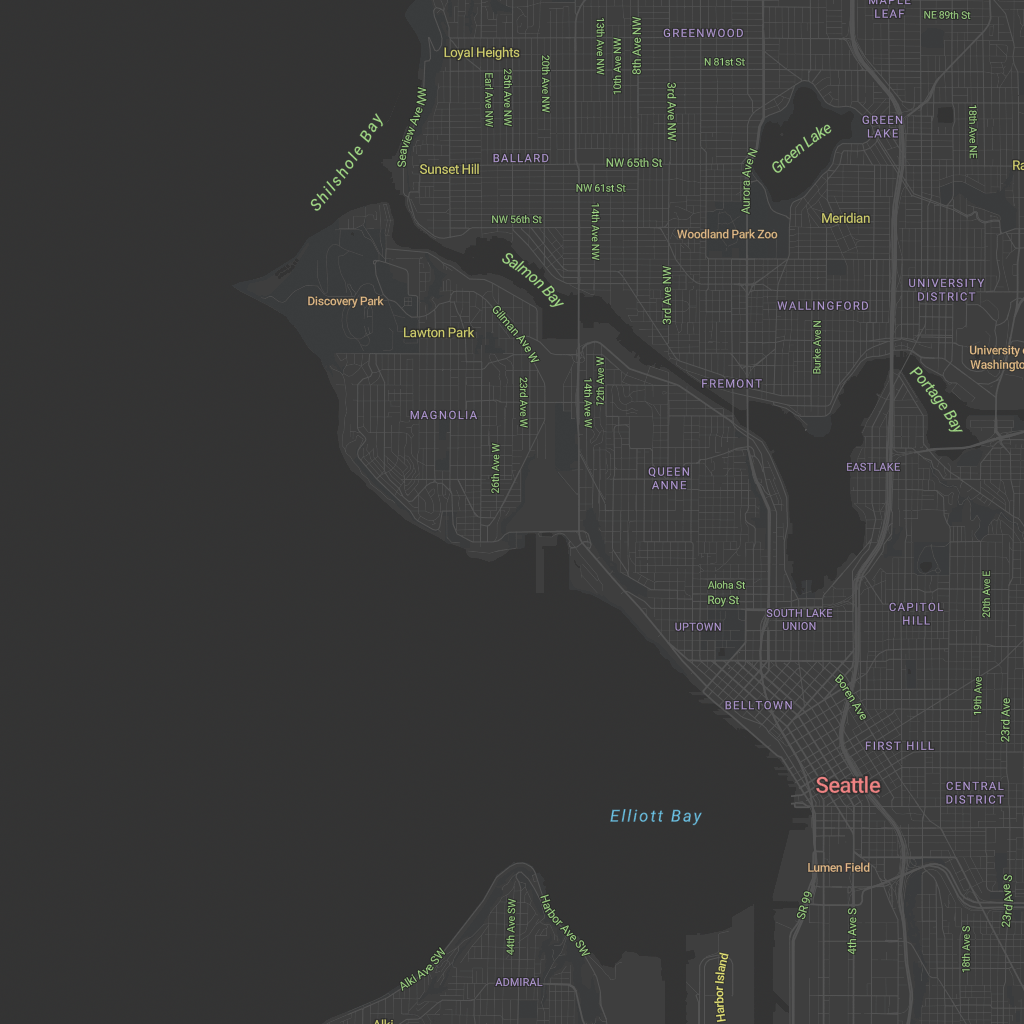 MAPLE
LEAF
NE 89th St
GREENWOOD
13th Ave NW
10th Ave NW
8th Ave NW
Loyal Heights
N 81st St
20th Ave NW
25th Ave NW
Earl Ave NW
3rd Ave NW
Seaview Ave NW
GREEN
LAKE
18th Ave NE
Green Lake
Shilshole Bay
BALLARD
NW 65th St
Sunset Hill
Ra
Aurora Ave N
NW 61st St
NW 56th St
14th Ave NW
Meridian
Woodland Park Zoo
Salmon Bay
UNIVERSITY
DISTRICT
3rd Ave NW
Discovery Park
WALLINGFORD
Lawton Park
Gilman Ave W
Burke Ave N
University o
Washingto
FREMONT
Portage Bay
12th Ave W
14th Ave W
23rd Ave W
MAGNOLIA
26th Ave W
QUEEN
ANNE
EASTLAKE
Aloha St
Roy St
20th Ave E
SOUTH LAKE
UNION
CAPITOL
HILL
UPTOWN
Boren Ave
BELLTOWN
19th Ave
23rd Ave
FIRST HILL
Seattle
CENTRAL
DISTRICT
Elliott Bay
Lumen Field
SR 99
4th Ave S
23rd Ave S
18th Ave S
44th Ave SW
Harbor Ave SW
Alki Ave SW
ADMIRAL
Harbor Island
Alki